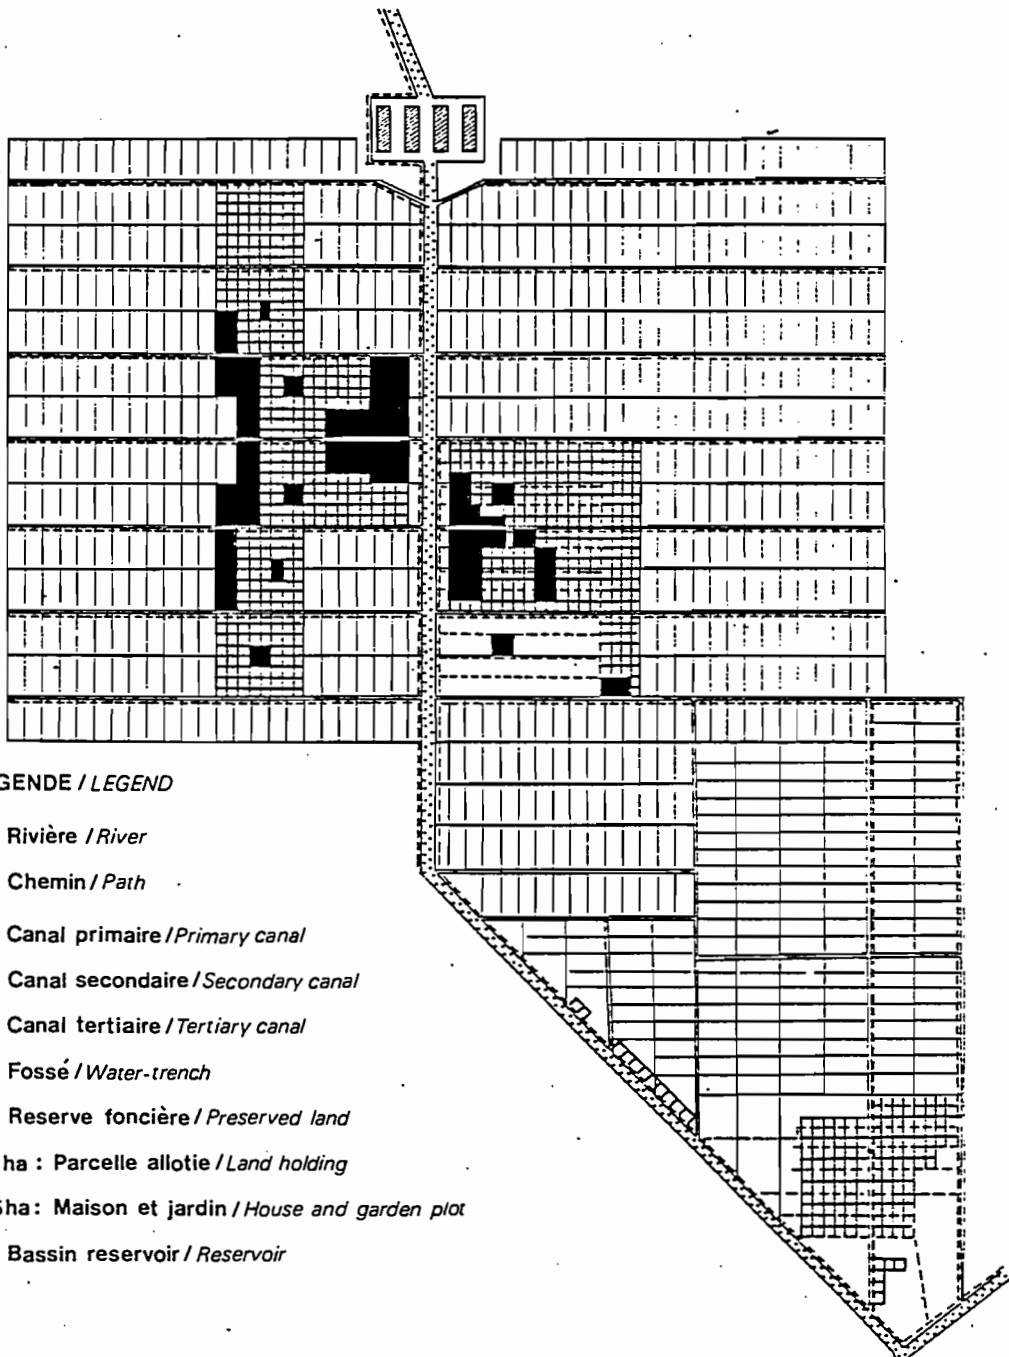 GENDE / LEGEND
Rivière / River
Chemin / Path
Canal primaire / Primary canal
Canal secondaire / Secondary canal
Canal tertiaire / Tertiary canal
Fossé / Water-trench
Reserve foncière / Preserved land
ha : Parcelle allotie / Land holding
ha : Maison et jardin / House and garden plot
Bassin reservoir / Reservoir